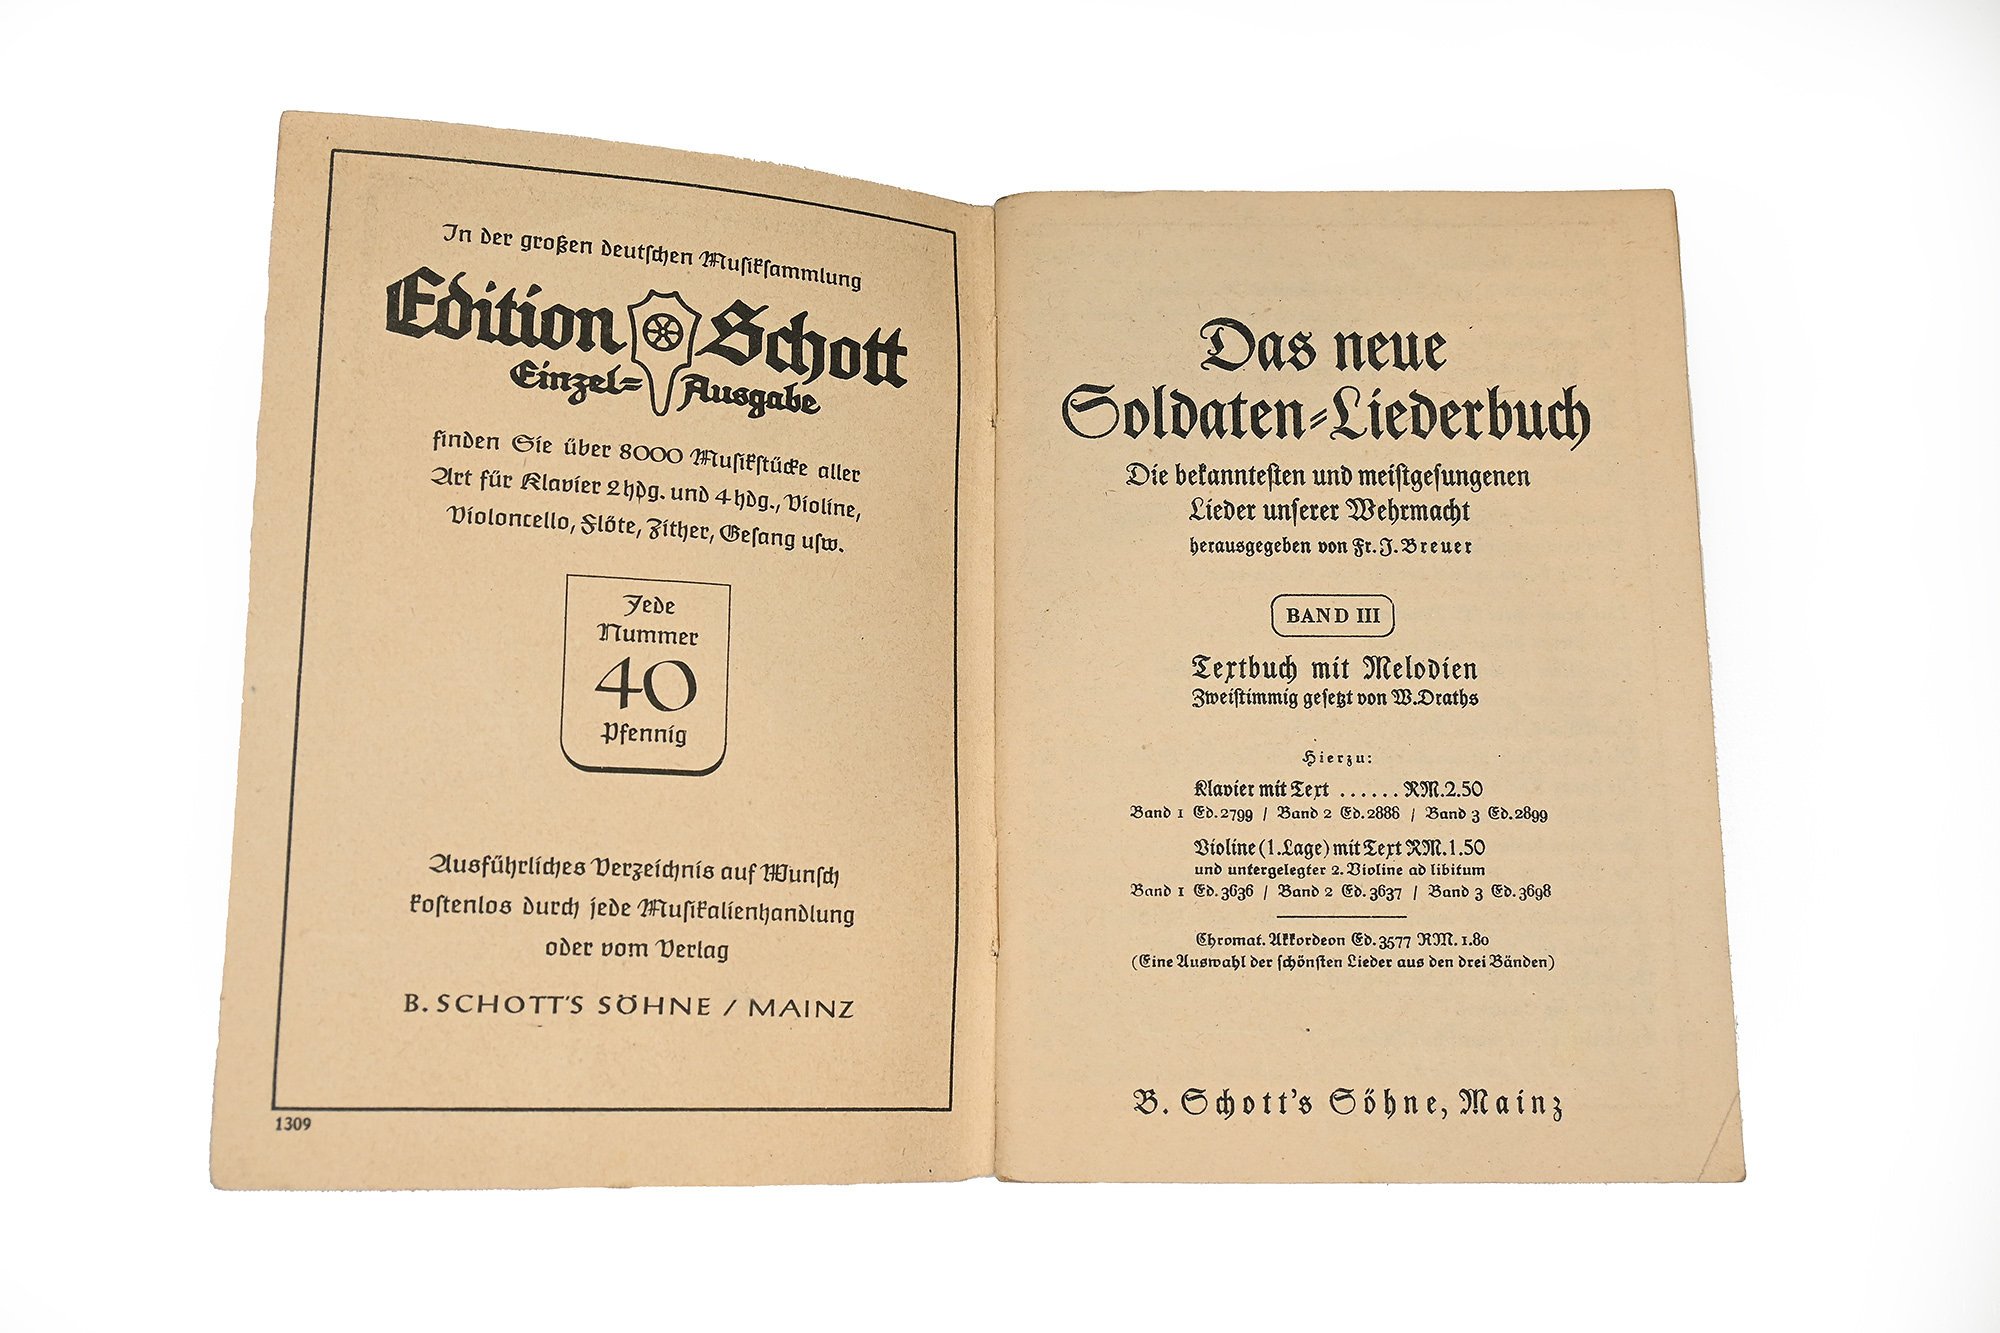 In der großen deutschen Musiksammlung
Edition Schott
Einzel=Ausgabe
finden Sie über 8000 Musikstücke aller
Art für Klavier 2hdg. und 4hdg., Violine,
Violoncello, Flöte, Zither, Gesang usw.
Jede
Nummer
40
Pfennig
Ausführliches Verzeichnis auf Wunsch
kostenlos durch jede Musikalienhandlung
oder vom Verlag
B. SCHOTT'S SÖHNE / MAINZ
1309
Das neue
Soldaten=Liederbuch
Die bekanntesten und meistgesungenen
Lieder unserer Wehrmacht
herausgegeben von Fr. J. Breuer
BAND III
Textbuch mit Melodien
Zweistimmig gesetzt von W. Draths
Hierzu:
Klavier mit Text ...... RM. 2.50
Band 1 Ed. 2799 / Band 2 Ed. 2886 / Band 3 Ed. 2899
Violine (1. Lage) mit Text RM. 1.50
und untergelegter 2. Violine ad libitum
Band 1 Ed. 3636 / Band 2 Ed. 3637 / Band 3 Ed. 3698
Chromat. Akkordeon Ed. 3577 RM. 1.80
(Eine Auswahl der schönsten Lieder aus den drei Bänden)
B. Schott's Söhne, Mainz